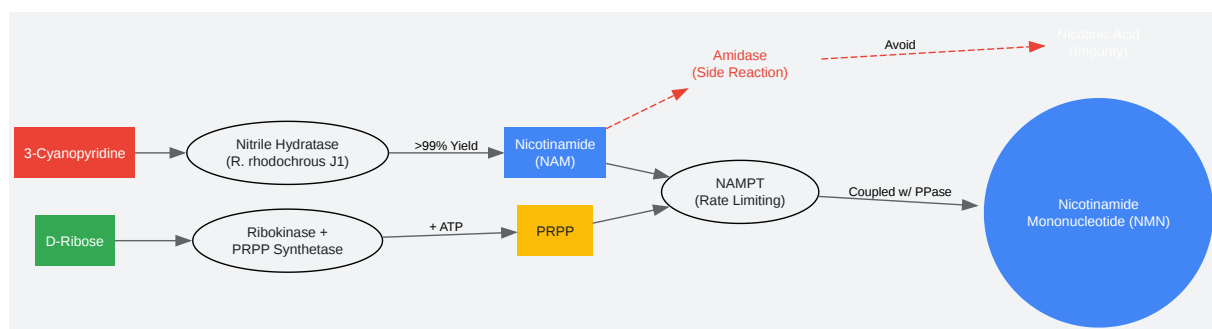 Nicotinic Acid
(Impurity)
Avoid
Amidase
(Side Reaction)
3-Cyanopyridine
Nitrile Hydratase
(R. rhodochrous J1)
>99% Yield
Nicotinamide
(NAM)
NAMPT
(Rate Limiting)
Coupled w/ PPase
Nicotinamide
Mononucleotide (NMN)
D-Ribose
Ribokinase +
PRPP Synthetase
+ ATP
PRPP